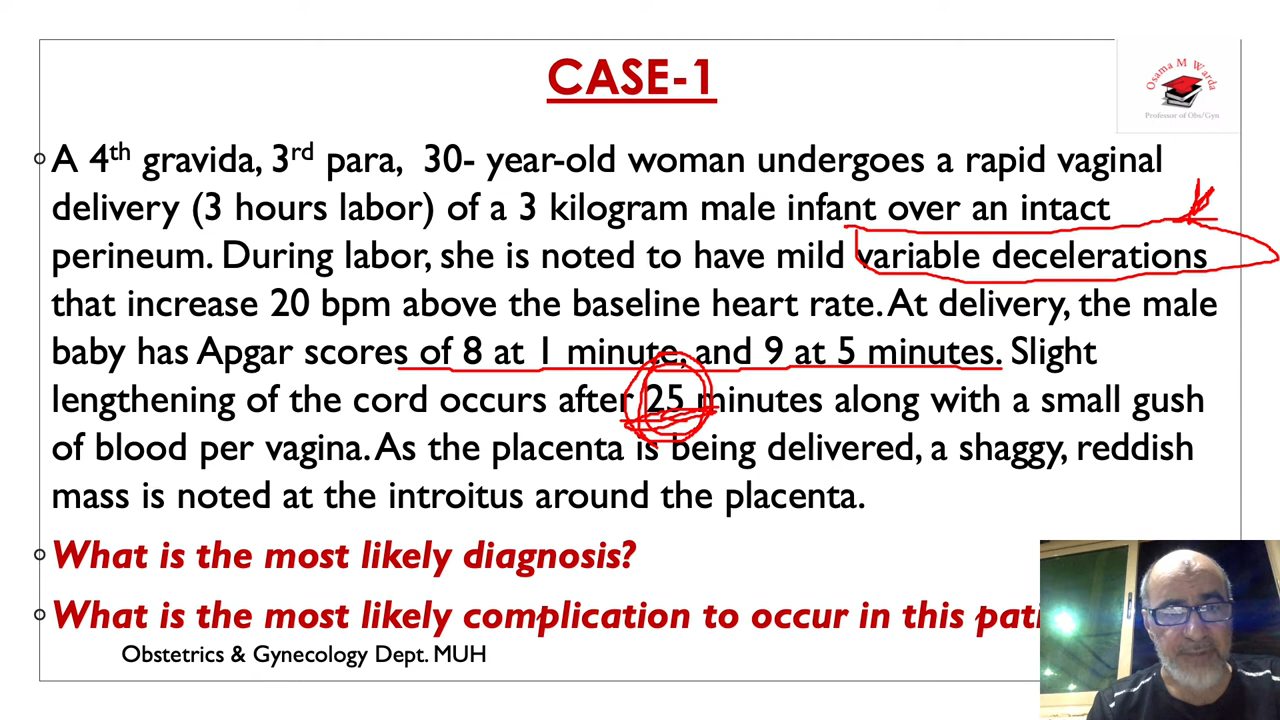 CASE-1
Osama M Warda
Professor of Obs/Gyn
A 4th gravida, 3rd para, 30- year-old woman undergoes a rapid vaginal
delivery (3 hours labor) of a 3 kilogram male infant over an intact
perineum. During labor, she is noted to have mild variable decelerations
that increase 20 bpm above the baseline heart rate. At delivery, the male
baby has Apgar scores of 8 at 1 minute, and 9 at 5 minutes. Slight
lengthening of the cord occurs after 25 minutes along with a small gush
of blood per vagina. As the placenta is being delivered, a shaggy, reddish
mass is noted at the introitus around the placenta.
What is the most likely diagnosis?
What is the most likely complication to occur in this pati
Obstetrics & Gynecology Dept. MUH